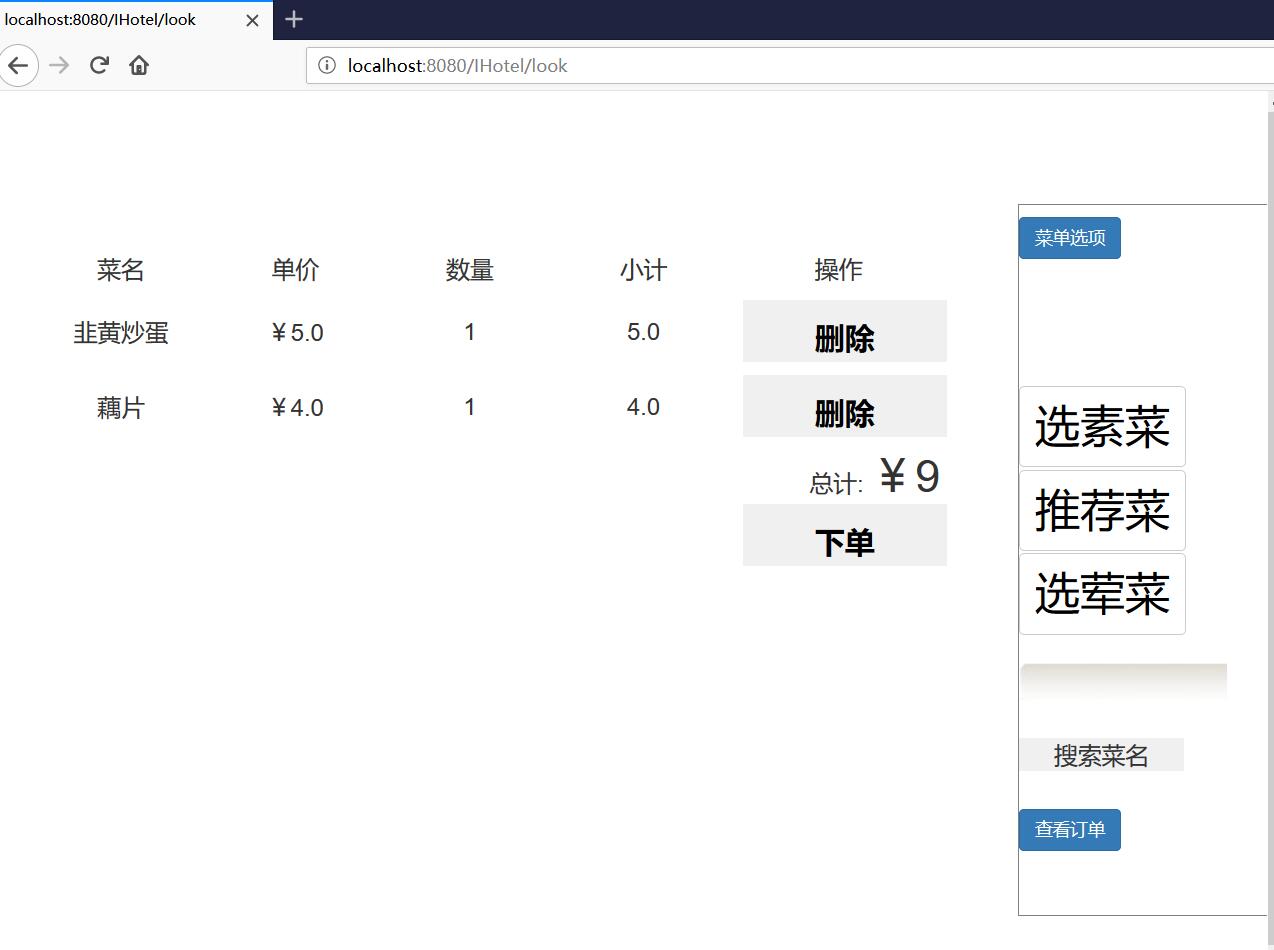 localhost:8080/IHotel/look
localhost:8080/IHotel/look
菜名 单价 数量 小计 操作
韭黄炒蛋 ¥5.0 1 5.0 删除
藕片 ¥4.0 1 4.0 删除
总计: ¥9
下单
菜单选项
选素菜
推荐菜
选荤菜
搜索菜名
查看订单